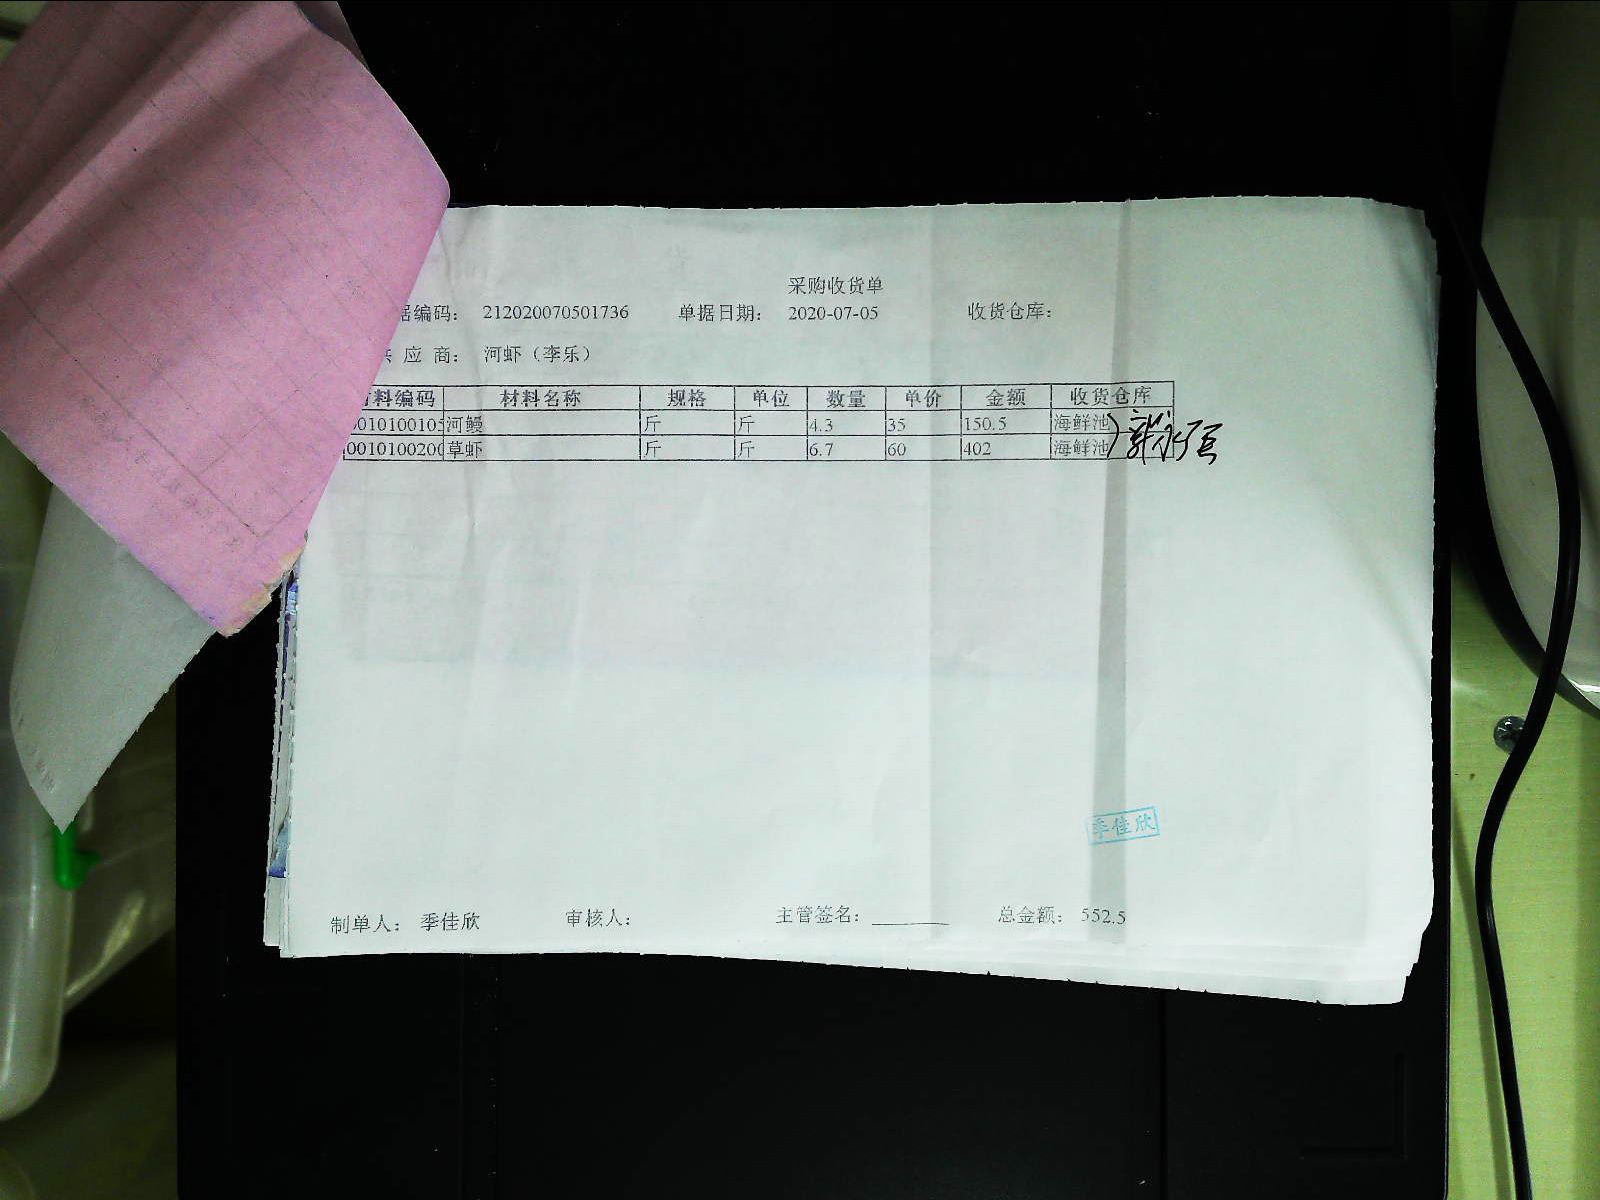 采购收货单
据编码： 212020070501736 单据日期： 2020-07-05 收货仓库：
供 应 商： 河虾（李乐）
材料编码 材料名称 规格 单位 数量 单价 金额 收货仓库
0010100105 河鳗 斤 斤 4.3 35 150.5 海鲜池
0010100200 草虾 斤 斤 6.7 60 402 海鲜池
季佳欣
制单人： 季佳欣 审核人： 主管签名： 总金额： 552.5